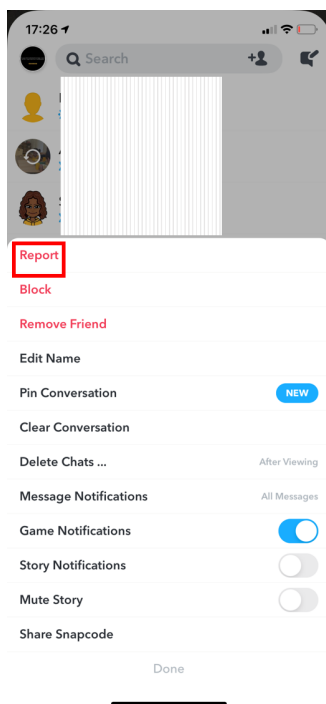 17:26
Search
Report
Block
Remove Friend
Edit Name
Pin Conversation NEW
Clear Conversation
Delete Chats ... After Viewing
Message Notifications All Messages
Game Notifications
Story Notifications
Mute Story
Share Snapcode
Done